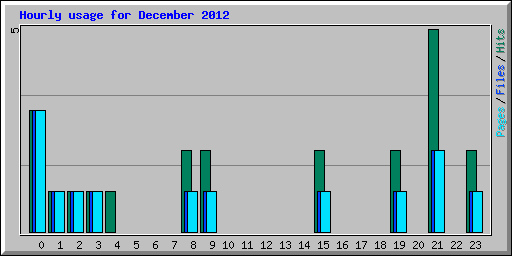 Hourly usage for December 2012
5
Pages/Files/Hits
0 1 2 3 4 5 6 7 8 9 10 11 12 13 14 15 16 17 18 19 20 21 22 23